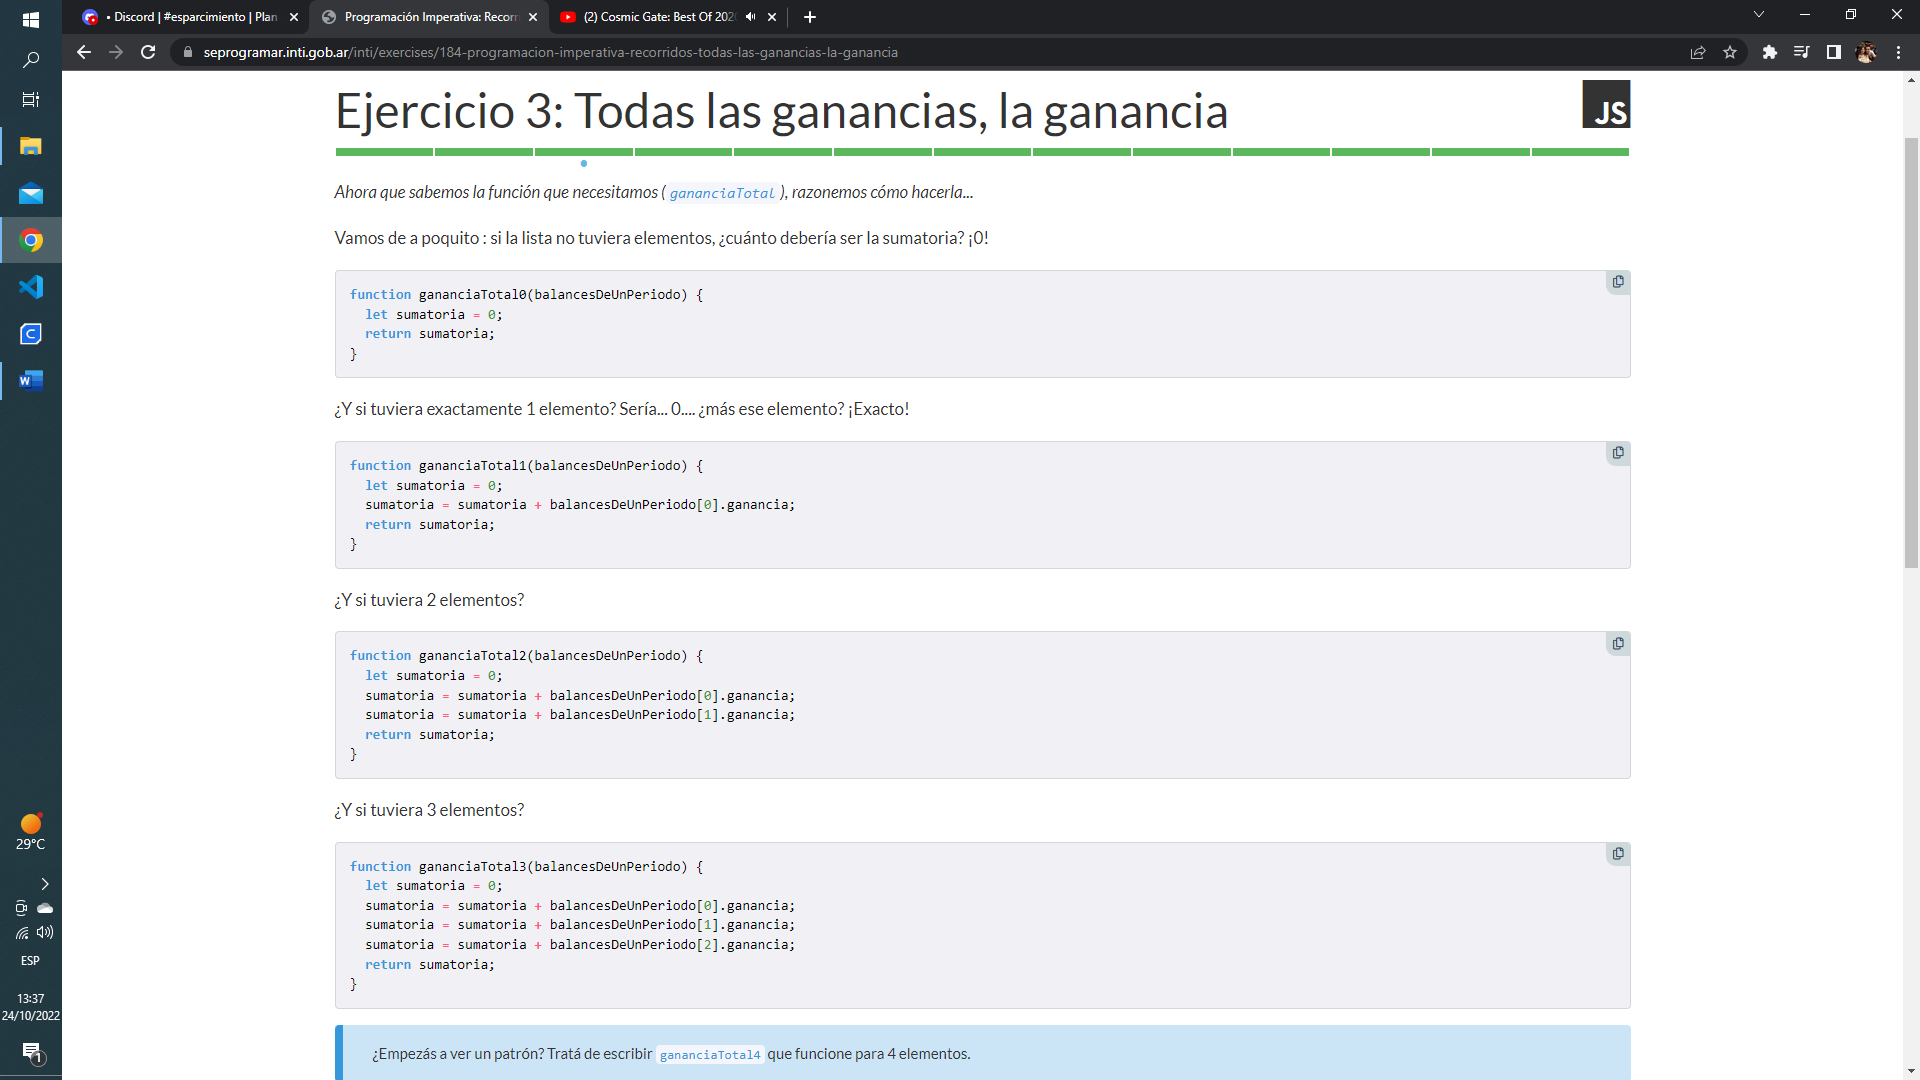 • Discord | #esparcimiento | Plan
Programación Imperativa: Recorr
(2) Cosmic Gate: Best Of 202
seprogramar.inti.gob.ar/inti/exercises/184-programacion-imperativa-recorridos-todas-las-ganancias-la-ganancia
Ejercicio 3: Todas las ganancias, la ganancia
JS
Ahora que sabemos la función que necesitamos ( gananciaTotal ), razonemos cómo hacerla...
Vamos de a poquito : si la lista no tuviera elementos, ¿cuánto debería ser la sumatoria? ¡0!
function gananciaTotal0(balancesDeUnPeriodo) {
let sumatoria = 0;
return sumatoria;
}
¿Y si tuviera exactamente 1 elemento? Sería... 0.... ¿más ese elemento? ¡Exacto!
function gananciaTotal1(balancesDeUnPeriodo) {
let sumatoria = 0;
sumatoria = sumatoria + balancesDeUnPeriodo[0].ganancia;
return sumatoria;
}
¿Y si tuviera 2 elementos?
function gananciaTotal2(balancesDeUnPeriodo) {
let sumatoria = 0;
sumatoria = sumatoria + balancesDeUnPeriodo[0].ganancia;
sumatoria = sumatoria + balancesDeUnPeriodo[1].ganancia;
return sumatoria;
}
¿Y si tuviera 3 elementos?
function gananciaTotal3(balancesDeUnPeriodo) {
let sumatoria = 0;
sumatoria = sumatoria + balancesDeUnPeriodo[0].ganancia;
sumatoria = sumatoria + balancesDeUnPeriodo[1].ganancia;
sumatoria = sumatoria + balancesDeUnPeriodo[2].ganancia;
return sumatoria;
}
¿Empezás a ver un patrón? Tratá de escribir gananciaTotal4 que funcione para 4 elementos.
29°C
ESP
13:37
24/10/2022
1